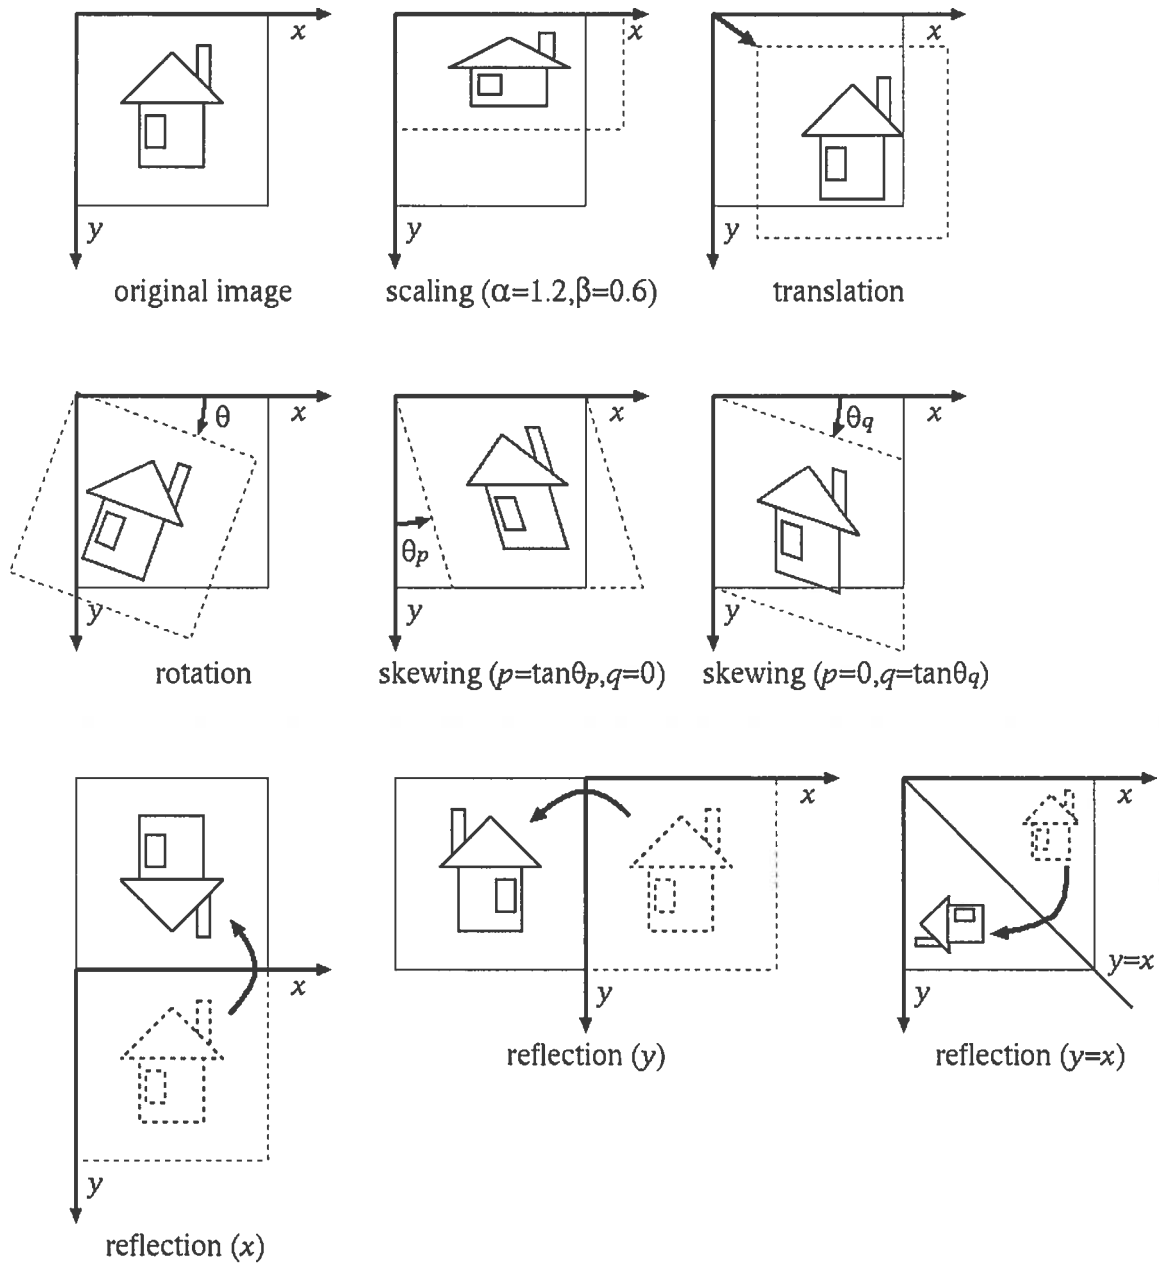 x x x
y y y
original image scaling (α=1.2,β=0.6) translation
θ x x θq x
θp
y y y
rotation skewing (p=tanθp,q=0) skewing (p=0,q=tanθq)
x x
x y=x
y y
reflection (y) reflection (y=x)
y
reflection (x)